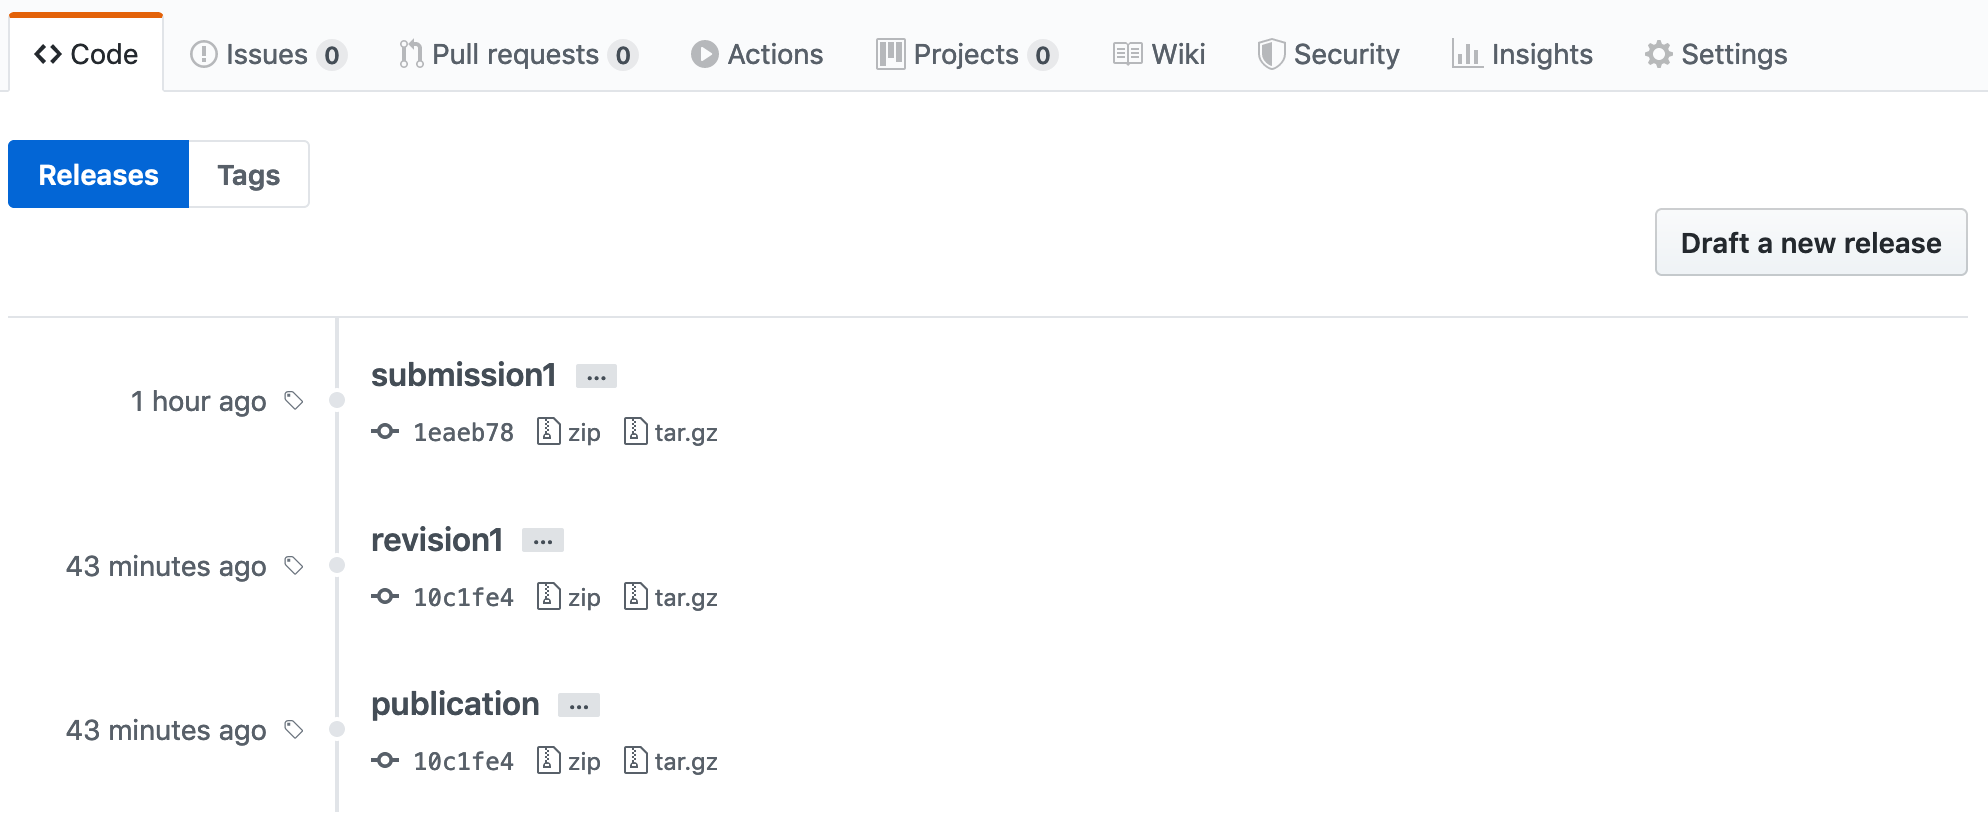 Code Issues 0 Pull requests 0 Actions Projects 0 Wiki Security Insights Settings
Releases Tags
Draft a new release
submission1 ...
1 hour ago
1eaeb78 zip tar.gz
revision1 ...
43 minutes ago
10c1fe4 zip tar.gz
publication ...
43 minutes ago
10c1fe4 zip tar.gz